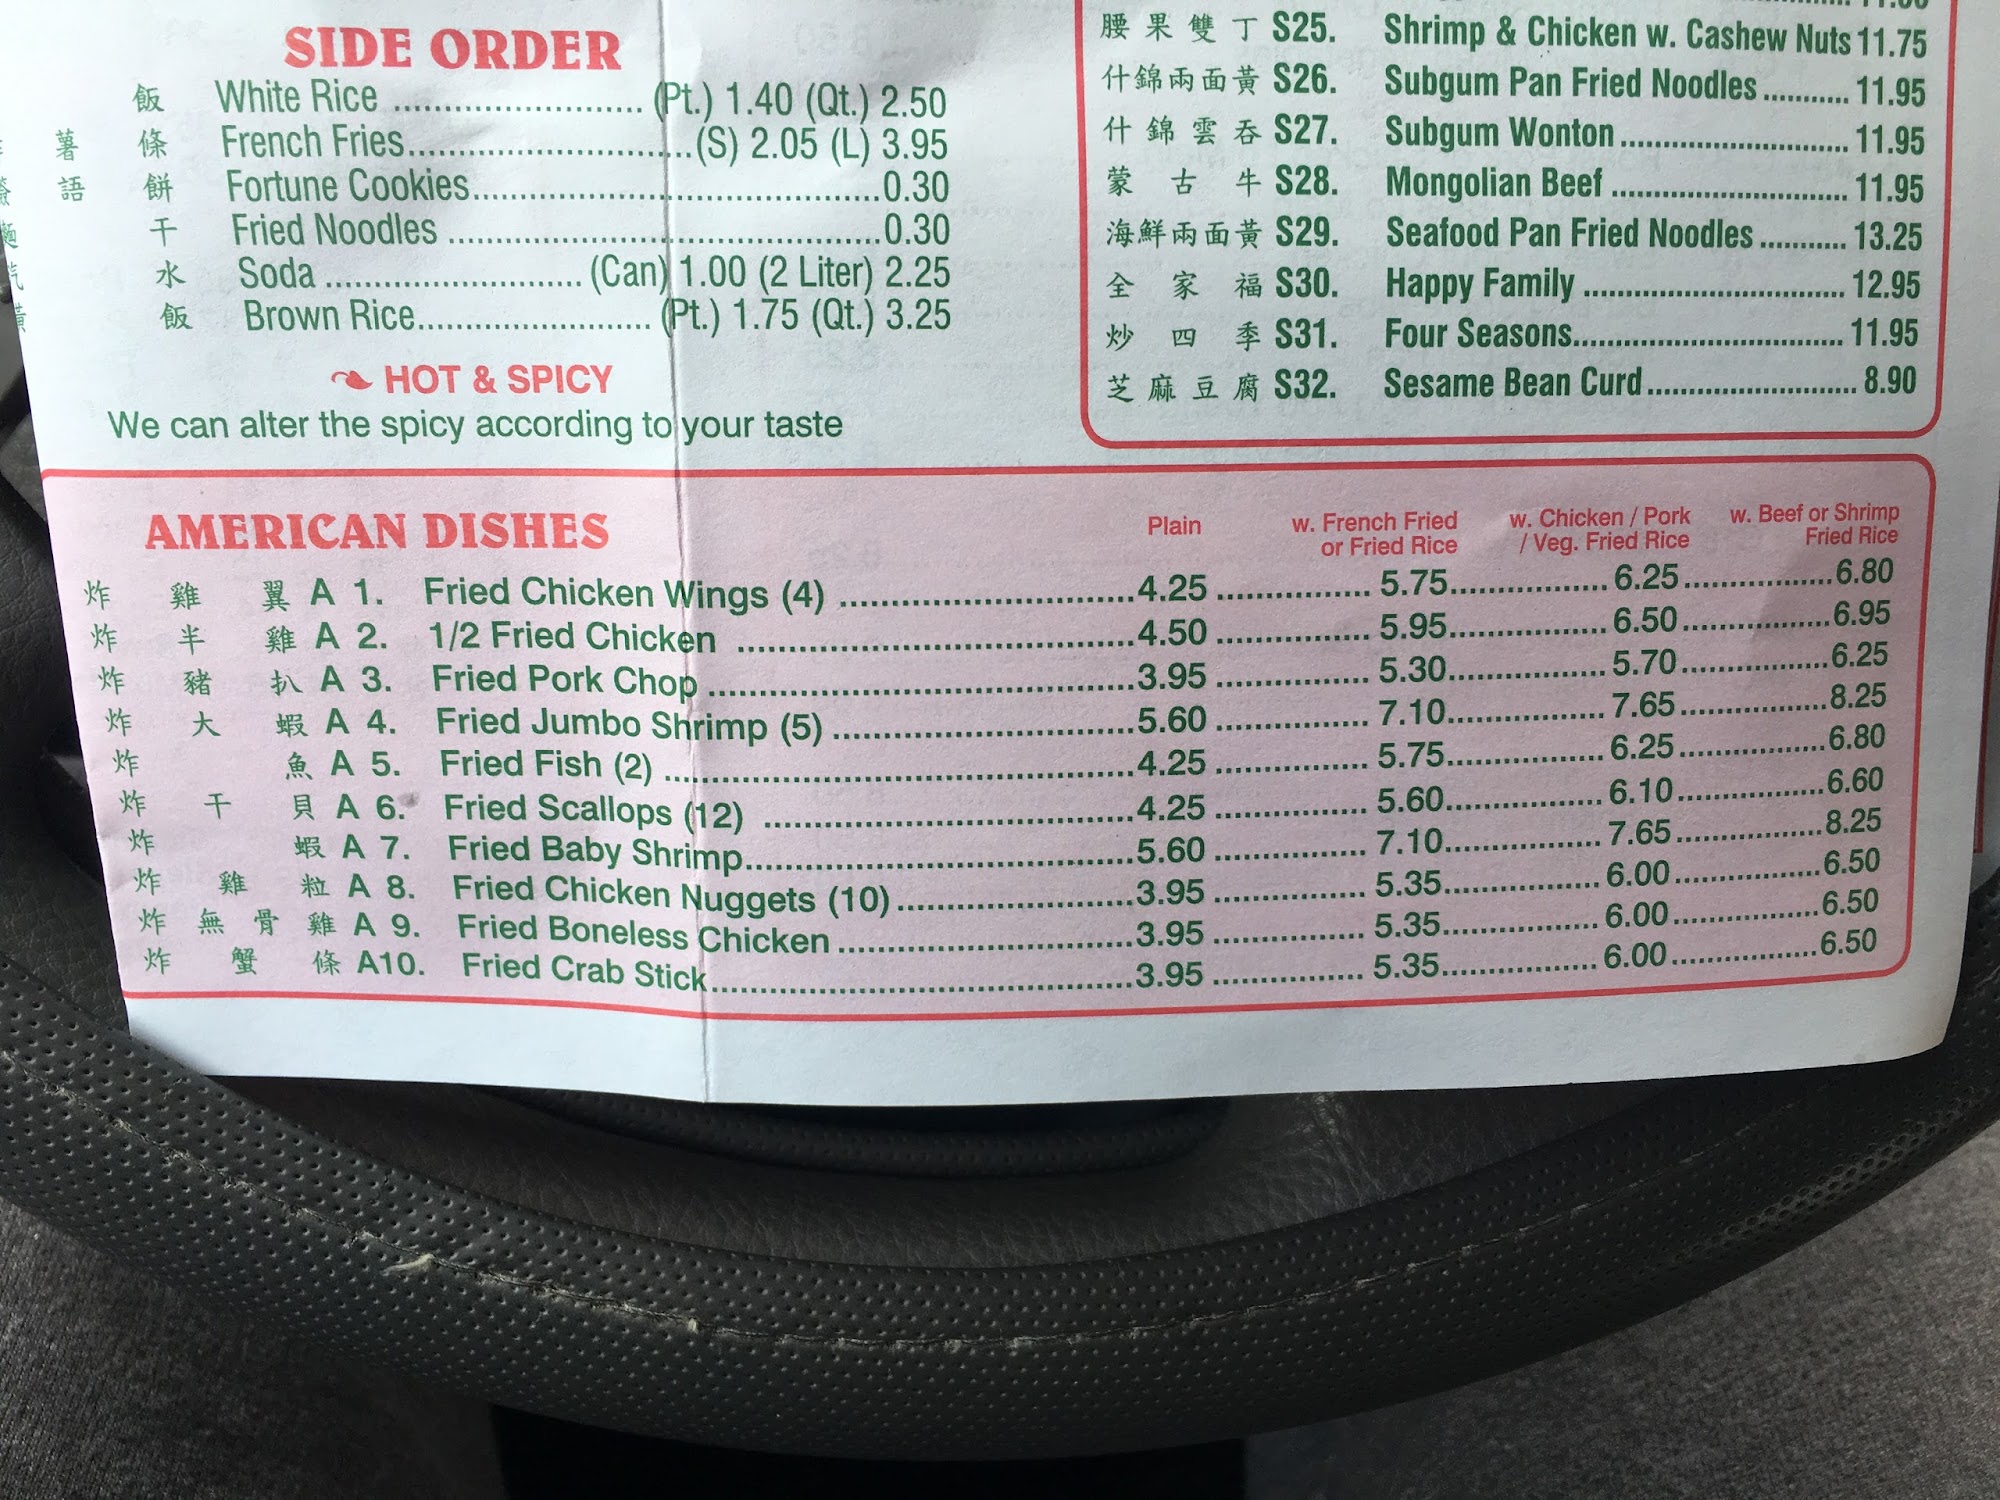 SIDE ORDER
飯 White Rice (Pt.) 1.40 (Qt.) 2.50
薯 條 French Fries (S) 2.05 (L) 3.95
語 餅 Fortune Cookies 0.30
干 Fried Noodles 0.30
水 Soda (Can) 1.00 (2 Liter) 2.25
飯 Brown Rice (Pt.) 1.75 (Qt.) 3.25
HOT & SPICY
We can alter the spicy according to your taste
腰 果 雙 丁 S25. Shrimp & Chicken w. Cashew Nuts 11.75
什錦兩面黃 S26. Subgum Pan Fried Noodles 11.95
什 錦 雲 吞 S27. Subgum Wonton 11.95
蒙 古 牛 S28. Mongolian Beef 11.95
海鮮兩面黃 S29. Seafood Pan Fried Noodles 13.25
全 家 福 S30. Happy Family 12.95
炒 四 季 S31. Four Seasons 11.95
芝 麻 豆 腐 S32. Sesame Bean Curd 8.90
AMERICAN DISHES
Plain
w. French Fried
or Fried Rice
w. Chicken / Pork
/ Veg. Fried Rice
w. Beef or Shrimp
Fried Rice
炸 雞 翼 A 1. Fried Chicken Wings (4) 4.25 5.75 6.25 6.80
炸 半 雞 A 2. 1/2 Fried Chicken 4.50 5.95 6.50 6.95
炸 豬 扒 A 3. Fried Pork Chop 3.95 5.30 5.70 6.25
炸 大 蝦 A 4. Fried Jumbo Shrimp (5) 5.60 7.10 7.65 8.25
炸 魚 A 5. Fried Fish (2) 4.25 5.75 6.25 6.80
炸 干 貝 A 6. Fried Scallops (12) 4.25 5.60 6.10 6.60
炸 蝦 A 7. Fried Baby Shrimp 5.60 7.10 7.65 8.25
炸 雞 粒 A 8. Fried Chicken Nuggets (10) 3.95 5.35 6.00 6.50
炸 無 骨 雞 A 9. Fried Boneless Chicken 3.95 5.35 6.00 6.50
炸 蟹 條 A10. Fried Crab Stick 3.95 5.35 6.00 6.50